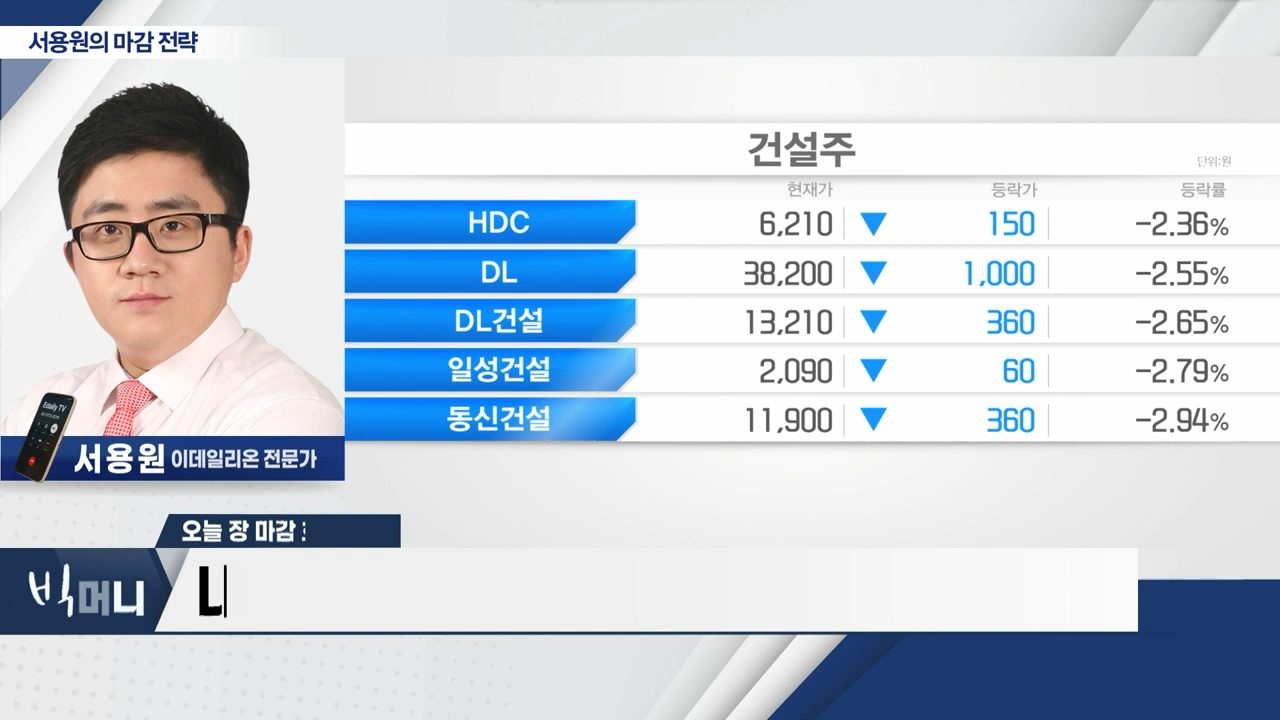 서용원의 마감 전략
건설주
단위:원
현재가 등락가 등락률
HDC 6,210 ▼ 150 -2.36%
DL 38,200 ▼ 1,000 -2.55%
DL건설 13,210 ▼ 360 -2.65%
일성건설 2,090 ▼ 60 -2.79%
동신건설 11,900 ▼ 360 -2.94%
Edaily TV
서용원 이데일리온 전문가
오늘 장 마감
빅머니